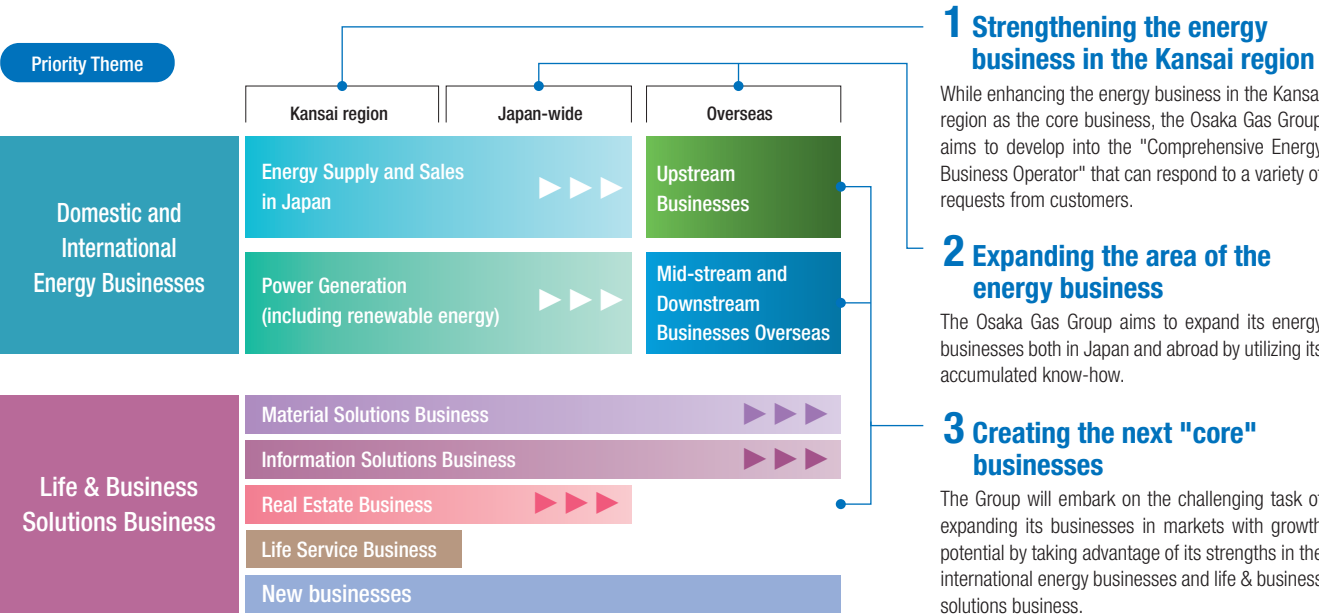 Priority Theme
Kansai region
Japan-wide
Overseas
Domestic and
International
Energy Businesses
Energy Supply and Sales
in Japan
Upstream
Businesses
Power Generation
(including renewable energy)
Mid-stream and
Downstream
Businesses Overseas
Life & Business
Solutions Business
Material Solutions Business
Information Solutions Business
Real Estate Business
Life Service Business
New businesses
1 Strengthening the energy
business in the Kansai region
While enhancing the energy business in the Kansai
region as the core business, the Osaka Gas Group
aims to develop into the "Comprehensive Energy
Business Operator" that can respond to a variety of
requests from customers.
2 Expanding the area of the
energy business
The Osaka Gas Group aims to expand its energy
businesses both in Japan and abroad by utilizing its
accumulated know-how.
3 Creating the next "core"
businesses
The Group will embark on the challenging task of
expanding its businesses in markets with growth
potential by taking advantage of its strengths in the
international energy businesses and life & business
solutions business.